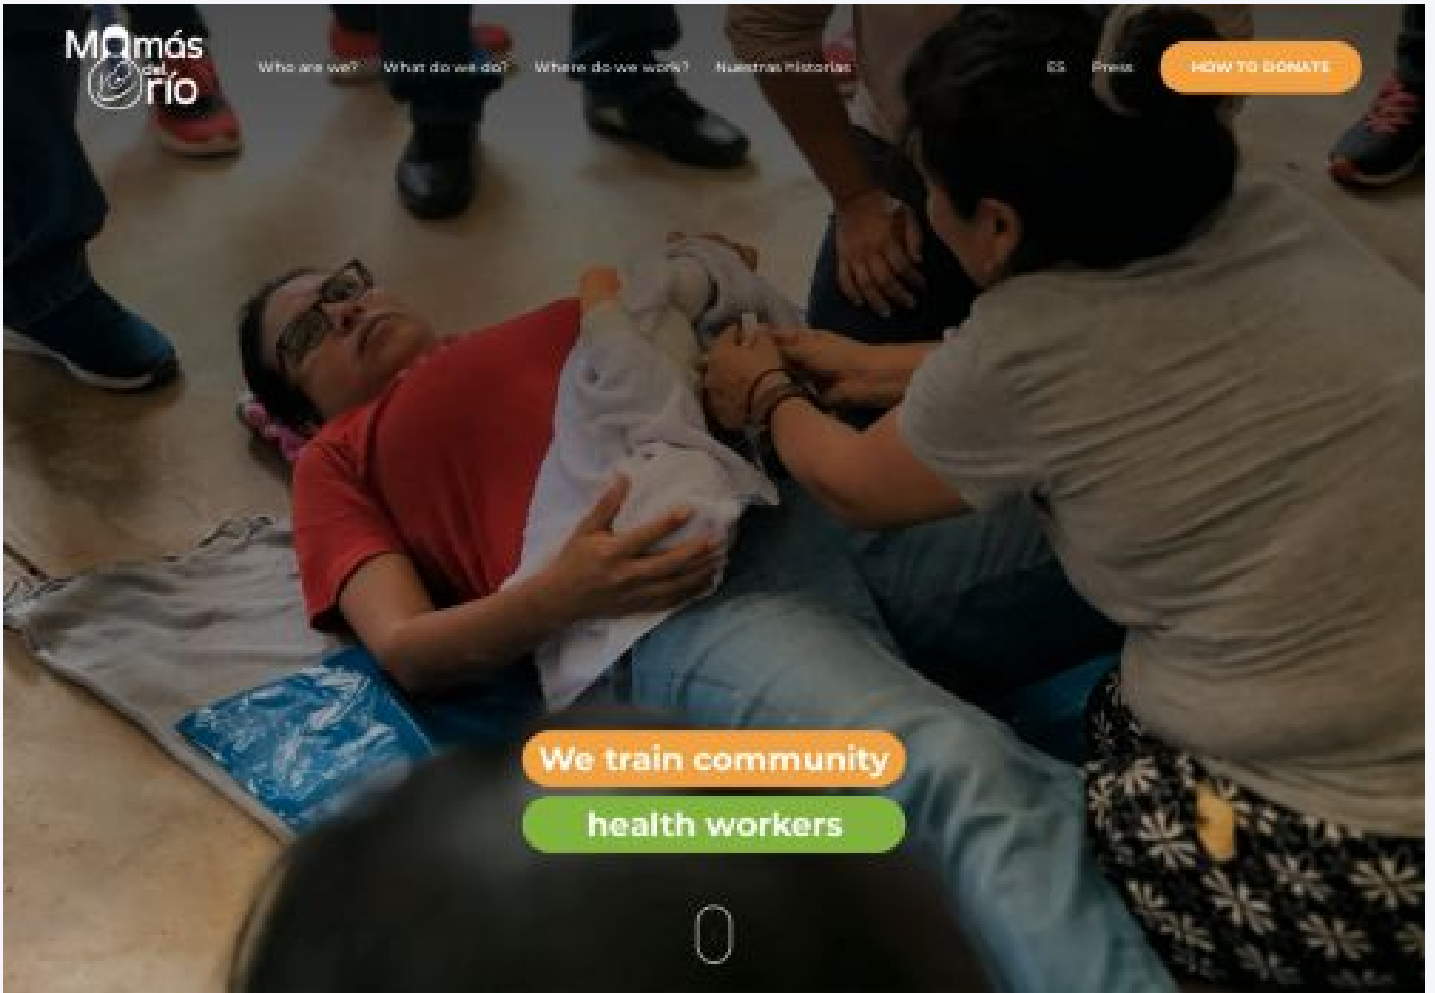 Mamás
del
río
Who are we? What do we do? Where do we work? Nuestras Historias
ES Press HOW TO DONATE
We train community
health workers